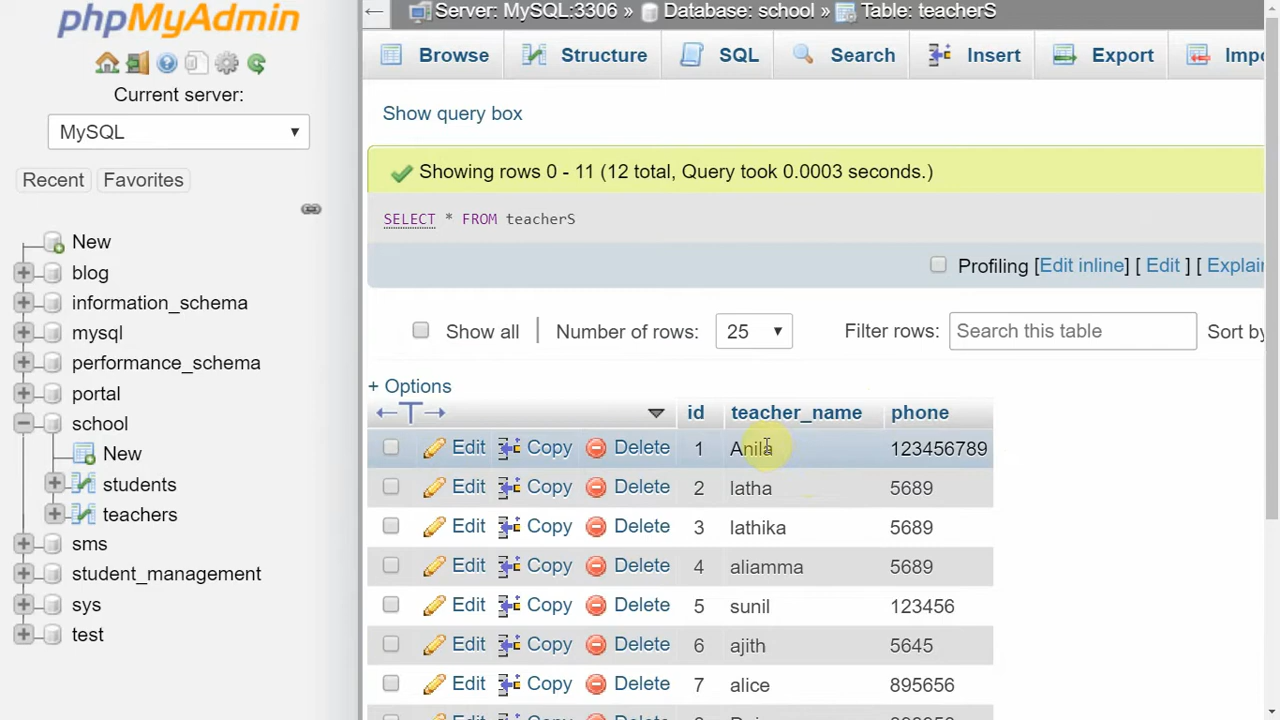 phpMyAdmin
Current server:
MySQL
Recent Favorites
New
blog
information_schema
mysql
performance_schema
portal
school
New
students
teachers
sms
student_management
sys
test
Server: MySQL:3306 » Database: school » Table: teacherS
Browse Structure SQL Search Insert Export Impo
Show query box
Showing rows 0 - 11 (12 total, Query took 0.0003 seconds.)
SELECT * FROM teacherS
Profiling [Edit inline] [ Edit ] [ Explain
Show all Number of rows: 25 Filter rows: Search this table Sort by
+ Options
id teacher_name phone
Edit Copy Delete 1 Anila 123456789
Edit Copy Delete 2 latha 5689
Edit Copy Delete 3 lathika 5689
Edit Copy Delete 4 aliamma 5689
Edit Copy Delete 5 sunil 123456
Edit Copy Delete 6 ajith 5645
Edit Copy Delete 7 alice 895656